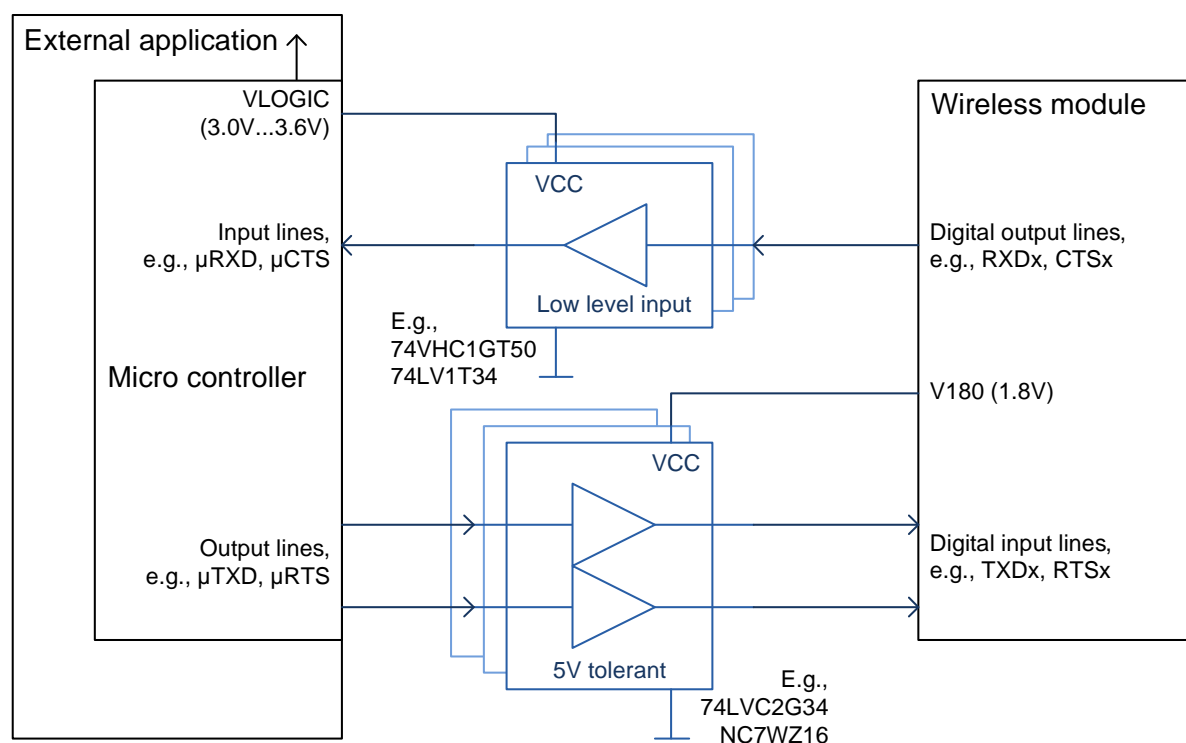 External application
VLOGIC
(3.0V...3.6V)
Wireless module
VCC
Input lines,
e.g., µRXD, µCTS
Digital output lines,
e.g., RXDx, CTSx
Low level input
E.g.,
74VHC1GT50
74LV1T34
Micro controller
V180 (1.8V)
VCC
Output lines,
e.g., µTXD, µRTS
Digital input lines,
e.g., TXDx, RTSx
5V tolerant
E.g.,
74LVC2G34
NC7WZ16